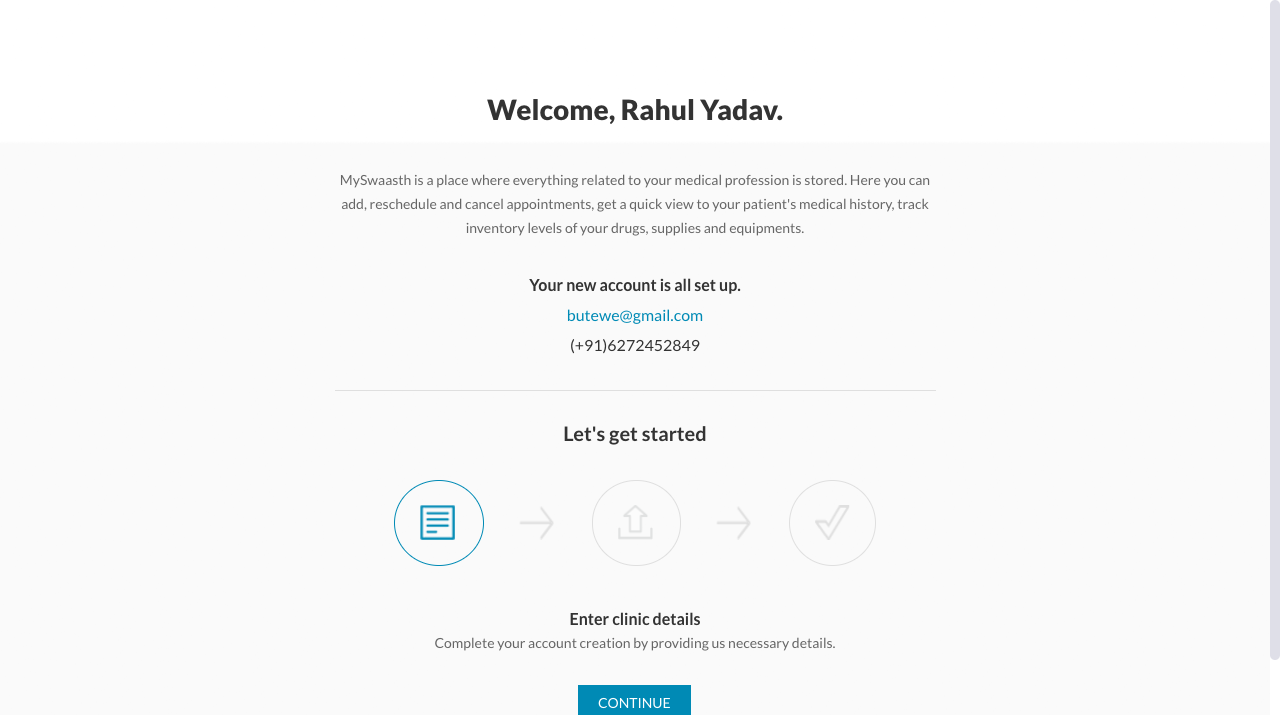 Welcome, Rahul Yadav.
MySwaasth is a place where everything related to your medical profession is stored. Here you can
add, reschedule and cancel appointments, get a quick view to your patient's medical history, track
inventory levels of your drugs, supplies and equipments.
Your new account is all set up.
butewe@gmail.com
(+91)6272452849
Let's get started
Enter clinic details
Complete your account creation by providing us necessary details.
CONTINUE